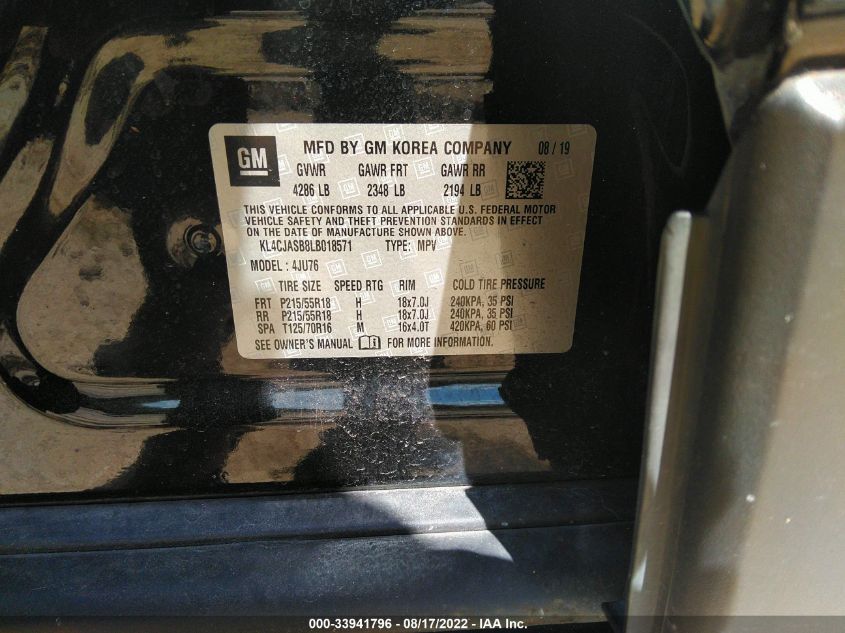 GM
MFD BY GM KOREA COMPANY 08 / 19
GVWR GAWR FRT GAWR RR
4286 LB 2348 LB 2194 LB
THIS VEHICLE CONFORMS TO ALL APPLICABLE U.S. FEDERAL MOTOR
VEHICLE SAFETY AND THEFT PREVENTION STANDARDS IN EFFECT
ON THE DATE OF MANUFACTURE SHOWN ABOVE.
KL4CJASB8LB018571 TYPE: MPV
MODEL: 4JU76
TIRE SIZE SPEED RTG RIM COLD TIRE PRESSURE
FRT P215/55R18 H 18x7.0J 240KPA, 35 PSI
RR P215/55R18 H 18x7.0J 240KPA, 35 PSI
SPA T125/70R16 M 16x4.0T 420KPA, 60 PSI
SEE OWNER'S MANUAL FOR MORE INFORMATION.
000-33941796 - 08/17/2022 - IAA Inc.